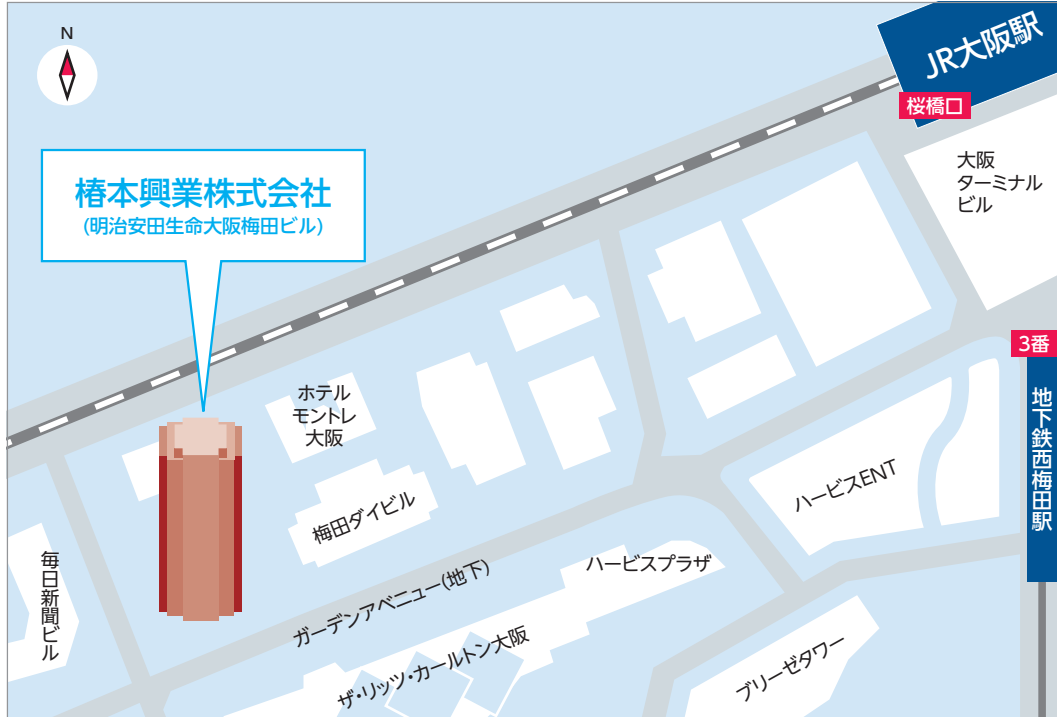 N
JR大阪駅
桜橋口
椿本興業株式会社
(明治安田生命大阪梅田ビル)
大阪
ターミナル
ビル
3番
地下鉄西梅田駅
ホテル
モントレ
大阪
ハービスENT
梅田ダイビル
毎日新聞ビル
ガーデンアベニュー(地下)
ハービスプラザ
ザ・リッツ・カールトン大阪
ブリーゼタワー